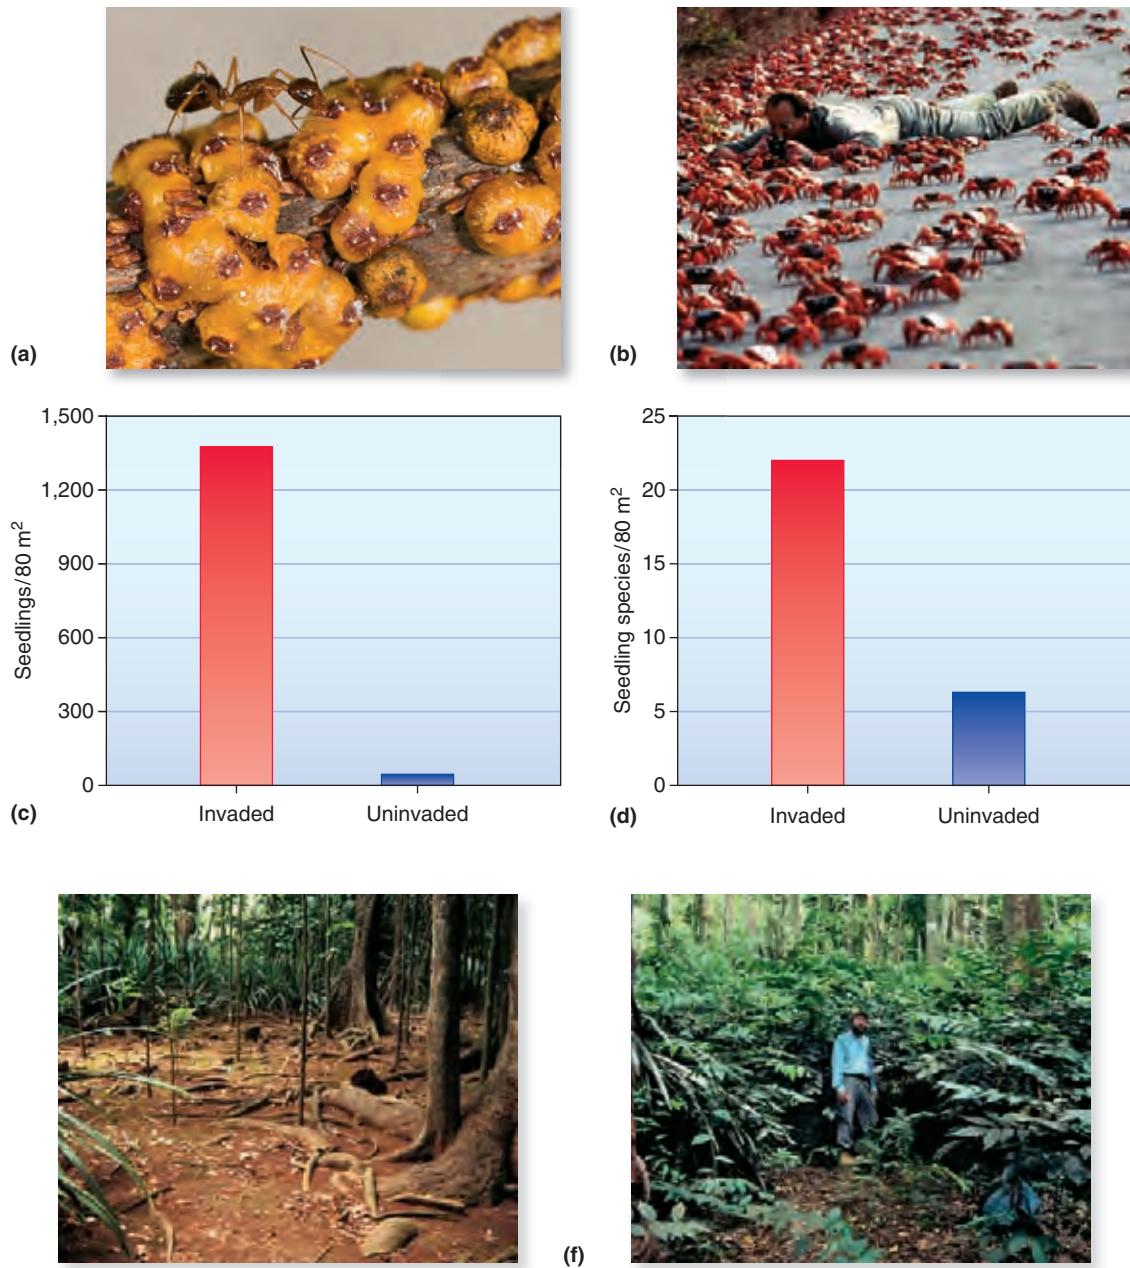 (a)
(b)
1,500
1,200
900
600
300
0
Seedlings/80 m²
Invaded
Uninvaded
(c)
25
20
15
10
5
0
Seedling species/80 m²
Invaded
Uninvaded
(d)
(f)